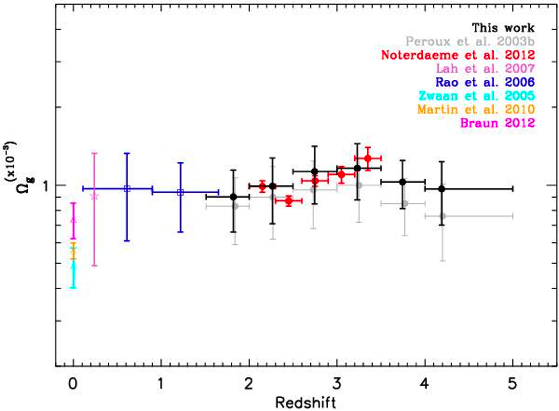 This work
Peroux et al. 2003b
Noterdaeme et al. 2012
Lah et al. 2007
Rao et al. 2006
Zwaan et al. 2005
Martin et al. 2010
Braun 2012
Ωg (x10⁻³)
1
0 1 2 3 4 5
Redshift